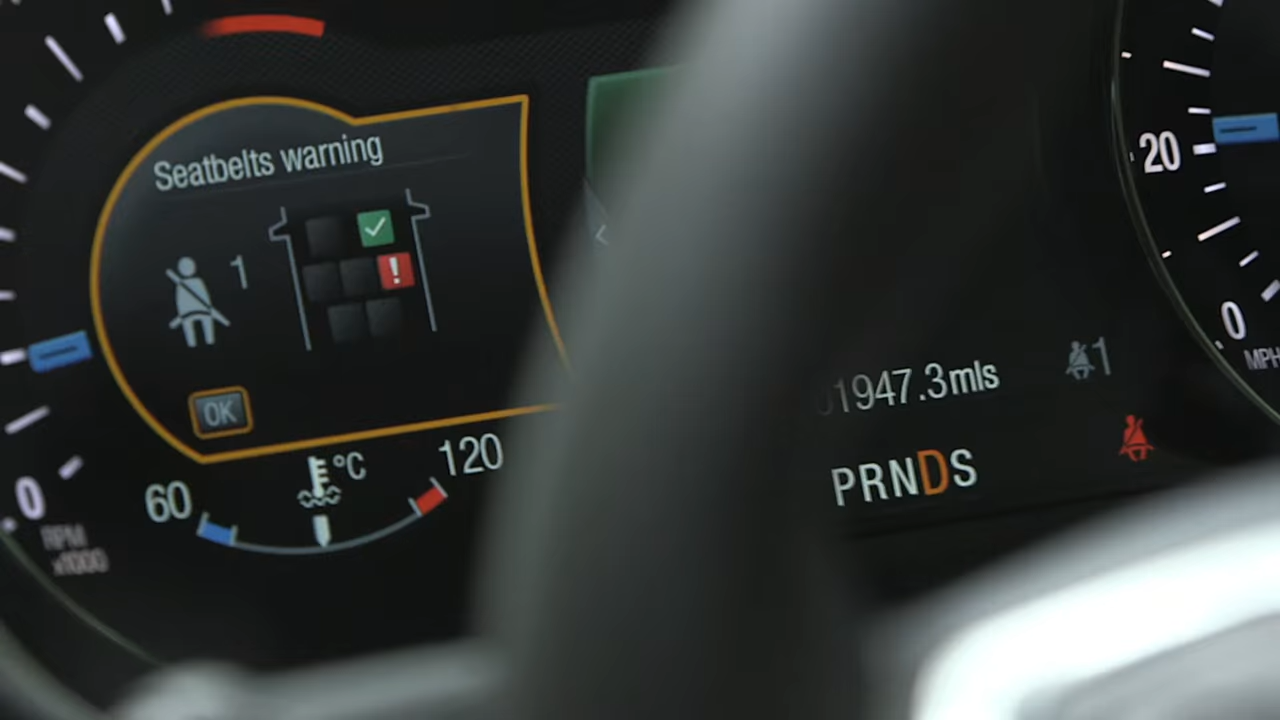 Seatbelts warning
1
!
OK
60
°C
120
0
RPM
x1000
1947.3mls
1
PRNDS
20
0
MPH